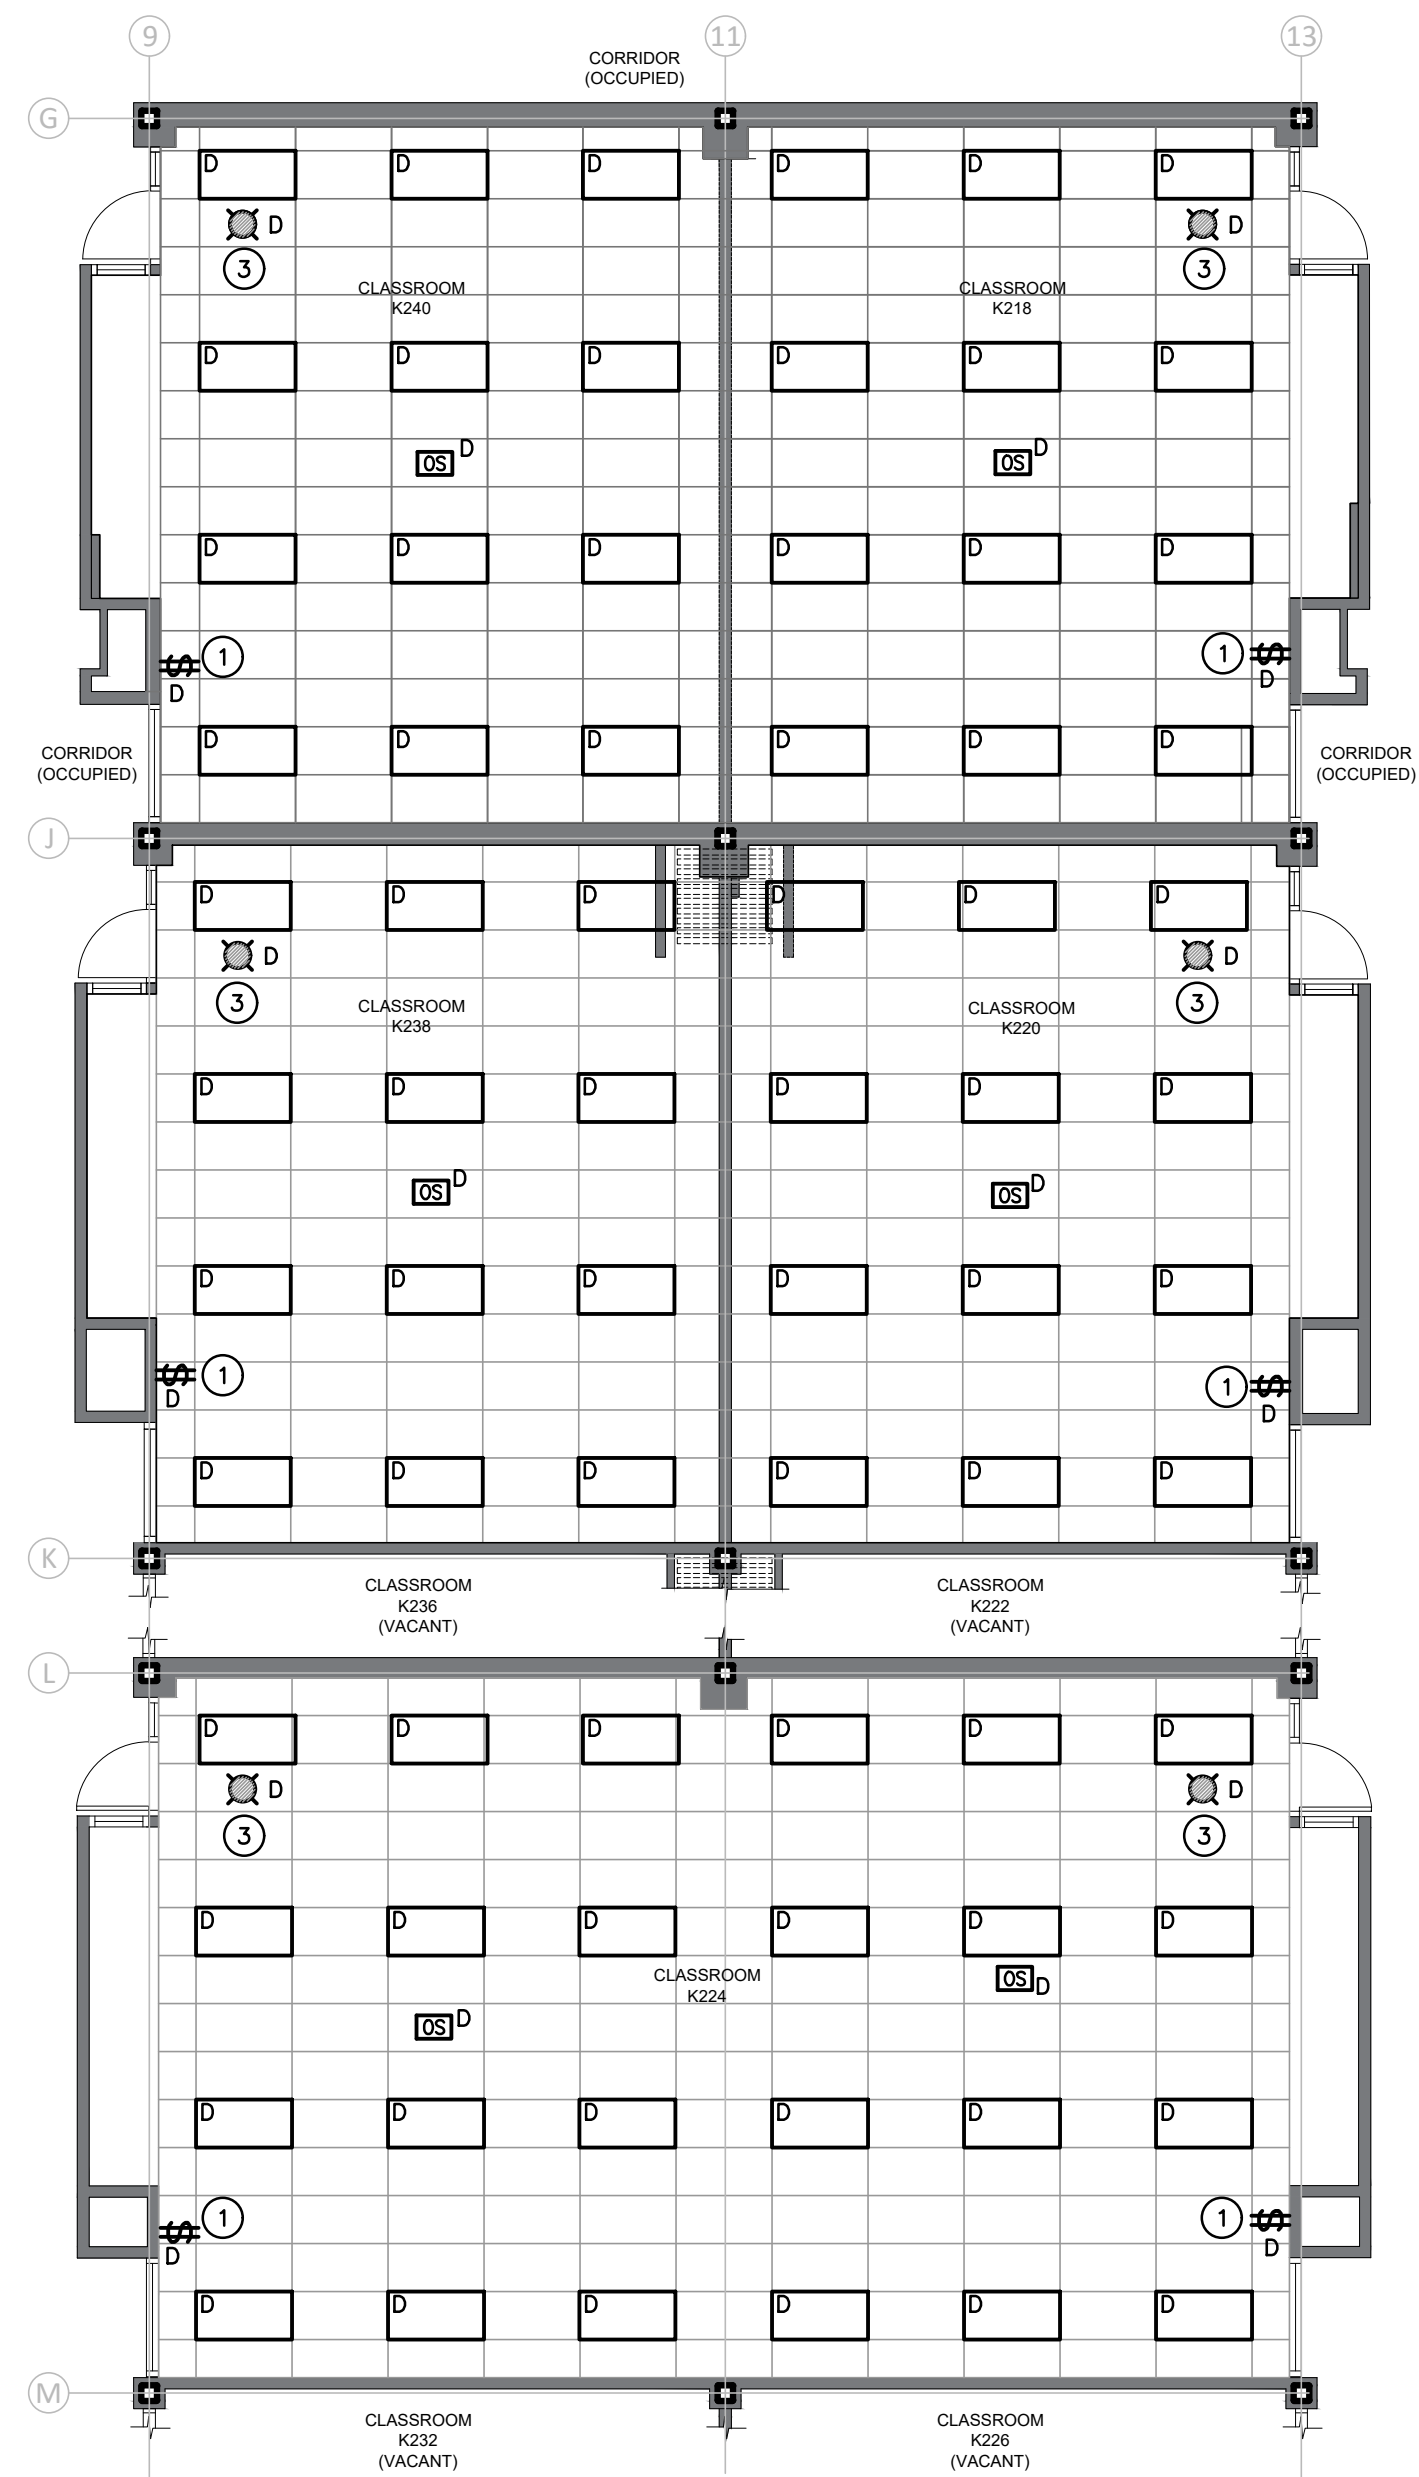 9 11 13
CORRIDOR
(OCCUPIED)
G
D D D D D D
D D
3 3
CLASSROOM
K240
CLASSROOM
K218
D D D D D D
OS D OS D
D D D D D D
1 1
D D
D D D D D D
CORRIDOR
(OCCUPIED)
CORRIDOR
(OCCUPIED)
J
D D D D D D
D D
3 3
CLASSROOM
K238
CLASSROOM
K220
D D D D D D
OS D OS D
D D D D D D
1 1
D D
D D D D D D
K
CLASSROOM
K236
(VACANT)
CLASSROOM
K222
(VACANT)
L
D D D D D D
D D
3 3
D D D D D D
CLASSROOM
K224
OS D
OS D
D D D D D D
1 1
D D
D D D D D D
M
CLASSROOM
K232
(VACANT)
CLASSROOM
K226
(VACANT)